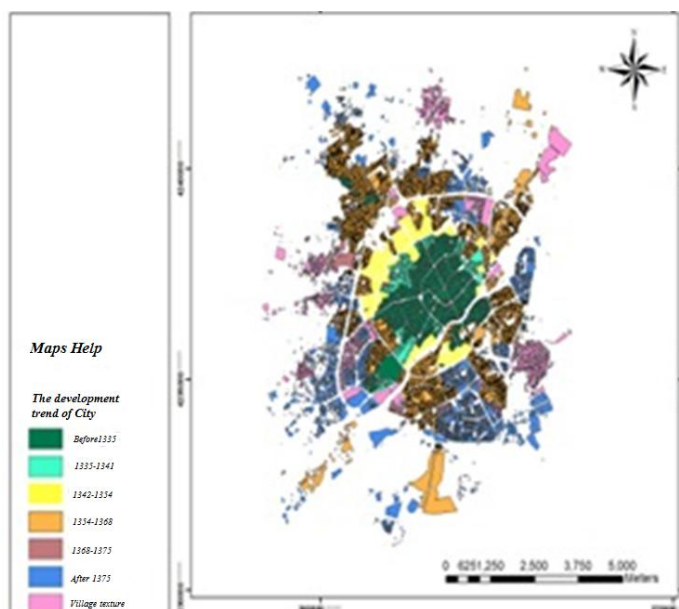 Maps Help
The development
trend of City
Before1335
1335-1341
1342-1354
1354-1368
1368-1375
After 1375
Village texture
0 6251,250 2,500 3,750 5,000
Meters